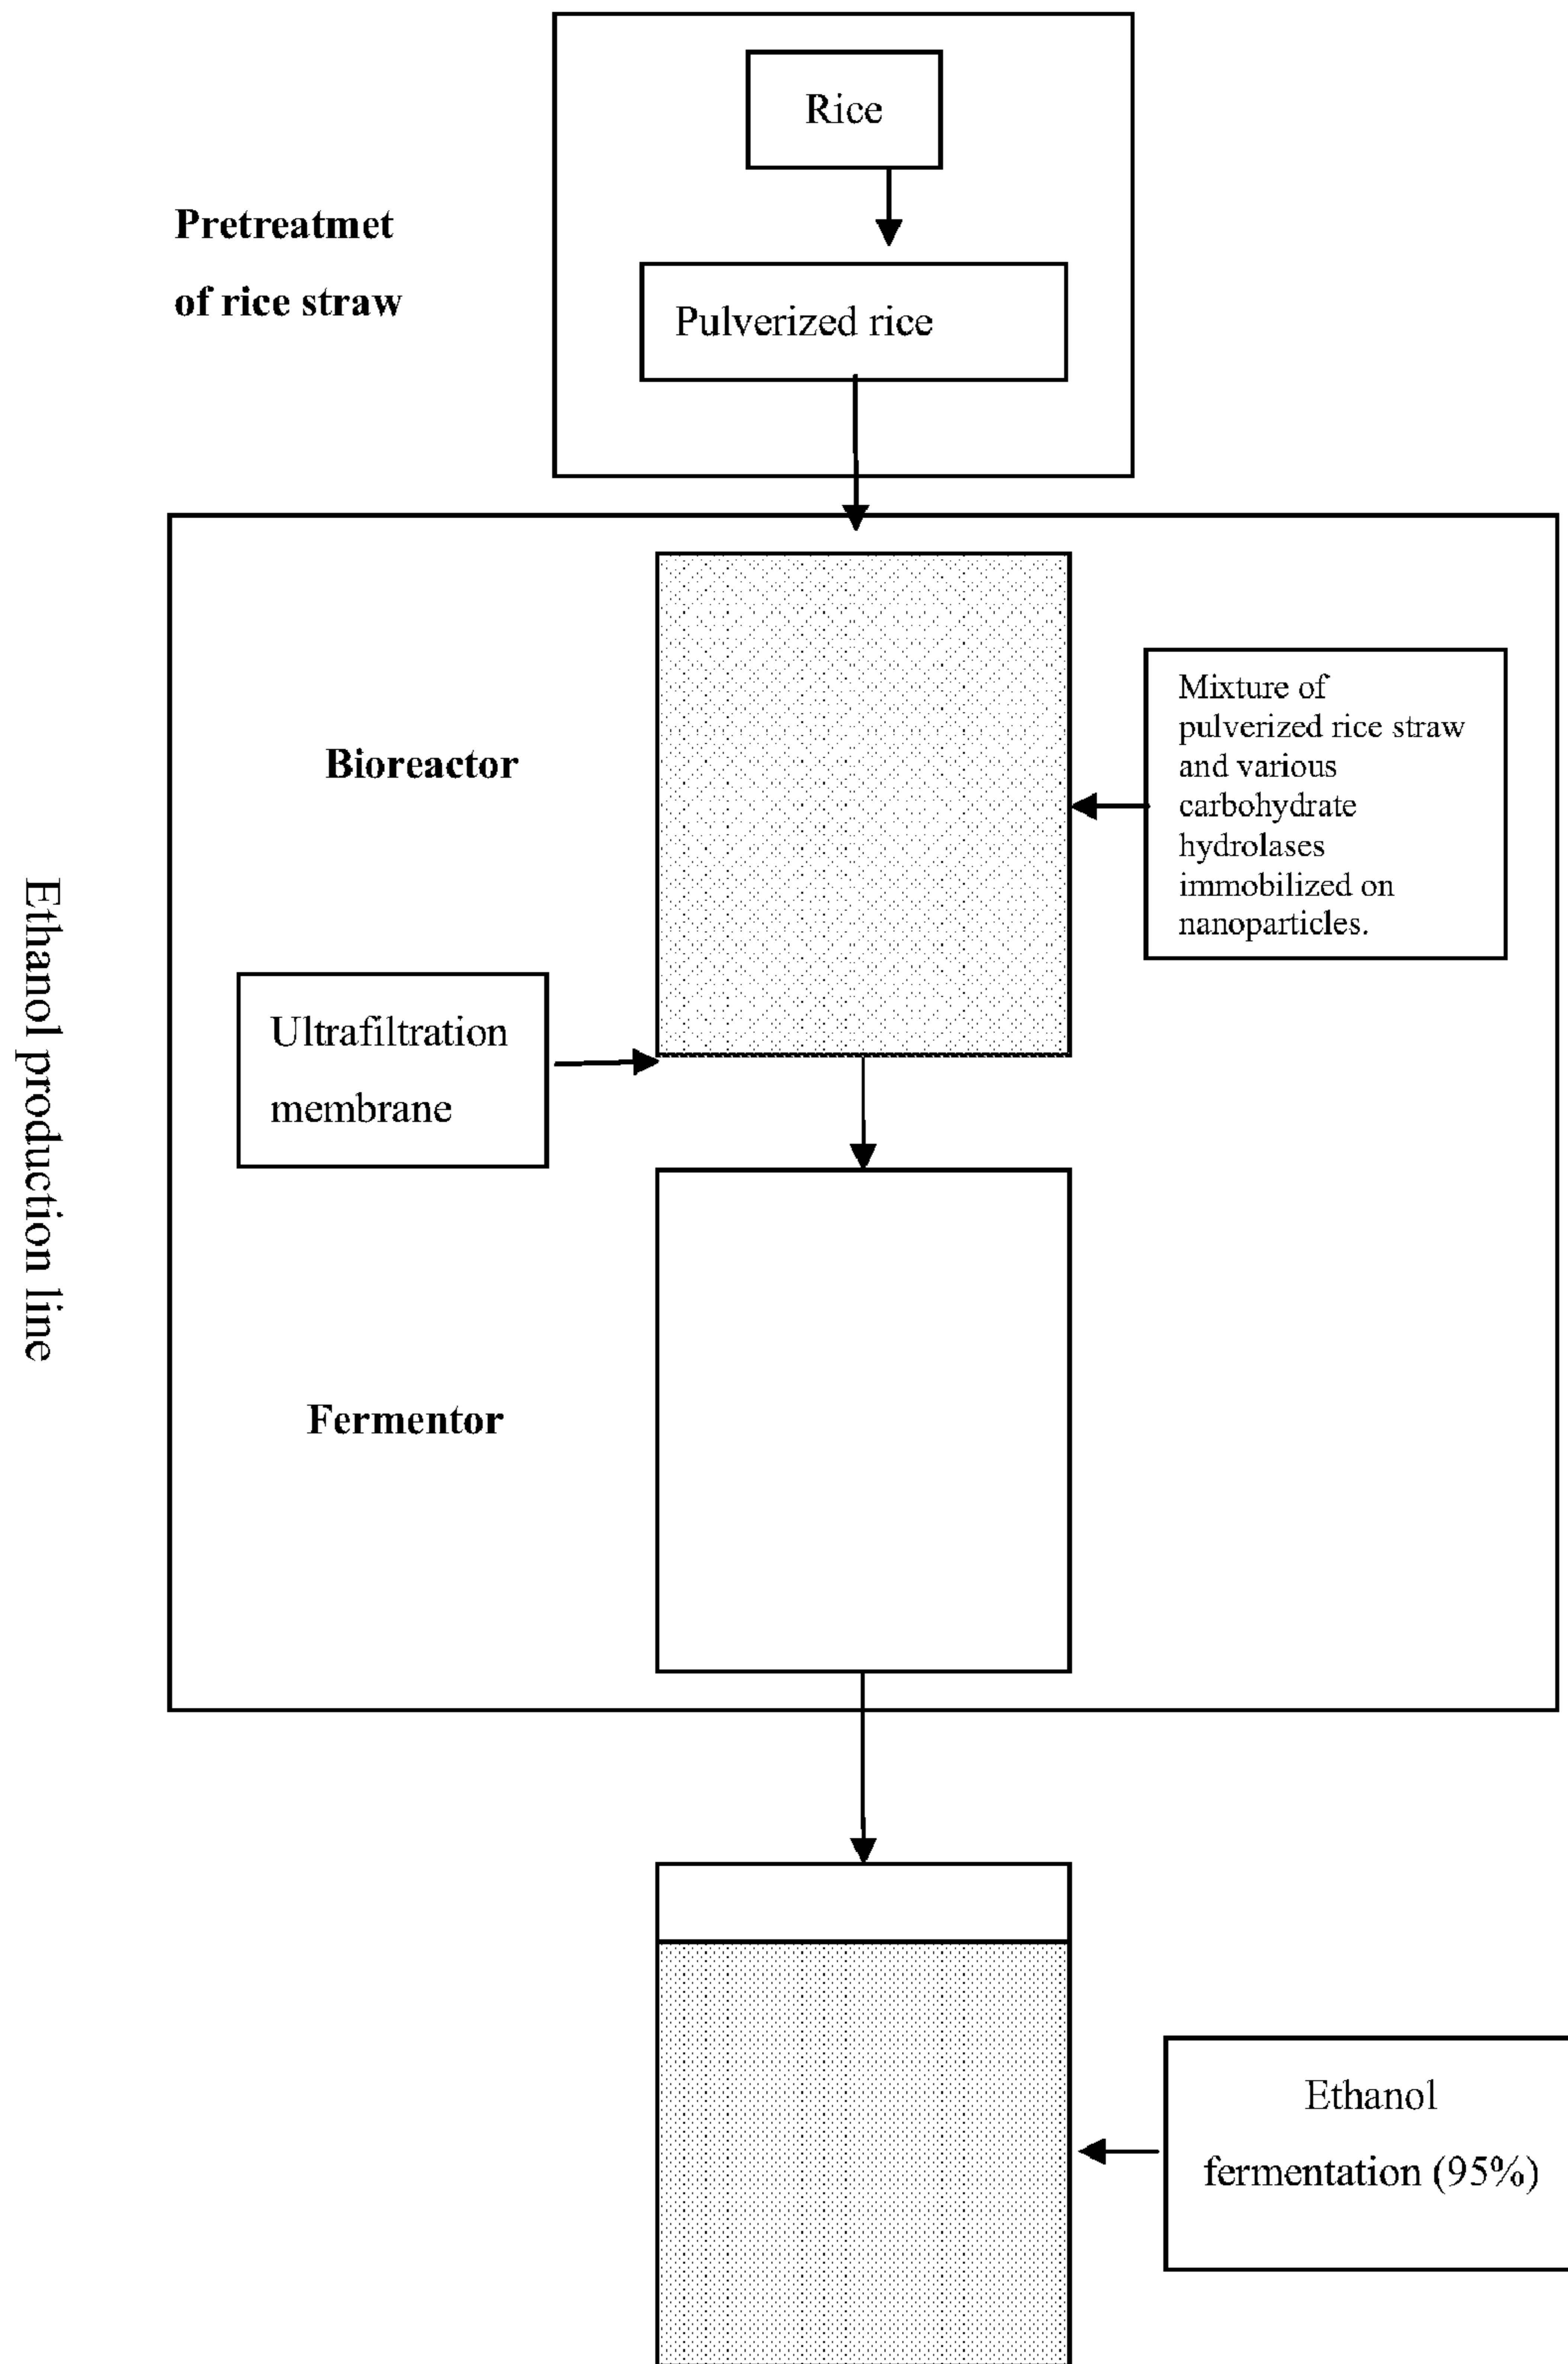 Rice
Pretreatmet
of rice straw
Pulverized rice
Bioreactor
Mixture of
pulverized rice straw
and various
carbohydrate
hydrolases
immobilized on
nanoparticles.
Ethanol production line
Ultrafiltration
membrane
Fermentor
Ethanol
fermentation (95%)